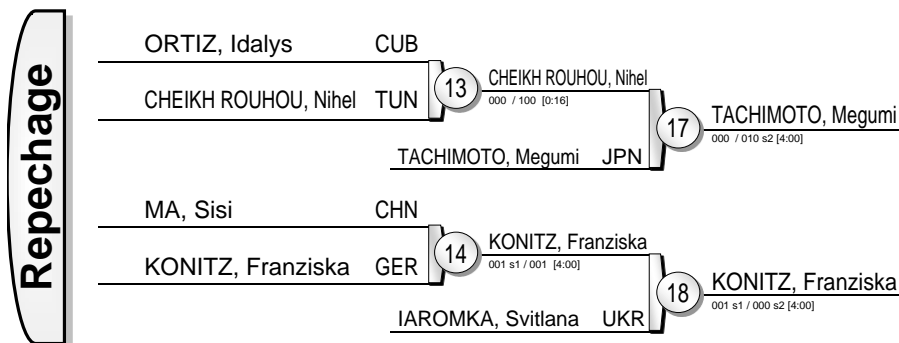 Repechage
ORTIZ, Idalys CUB
CHEIKH ROUHOU, Nihel TUN
13
CHEIKH ROUHOU, Nihel
000 / 100 [0:16]
TACHIMOTO, Megumi JPN
17
TACHIMOTO, Megumi
000 / 010 s2 [4:00]
MA, Sisi CHN
KONITZ, Franziska GER
14
KONITZ, Franziska
001 s1 / 001 [4:00]
IAROMKA, Svitlana UKR
18
KONITZ, Franziska
001 s1 / 000 s2 [4:00]